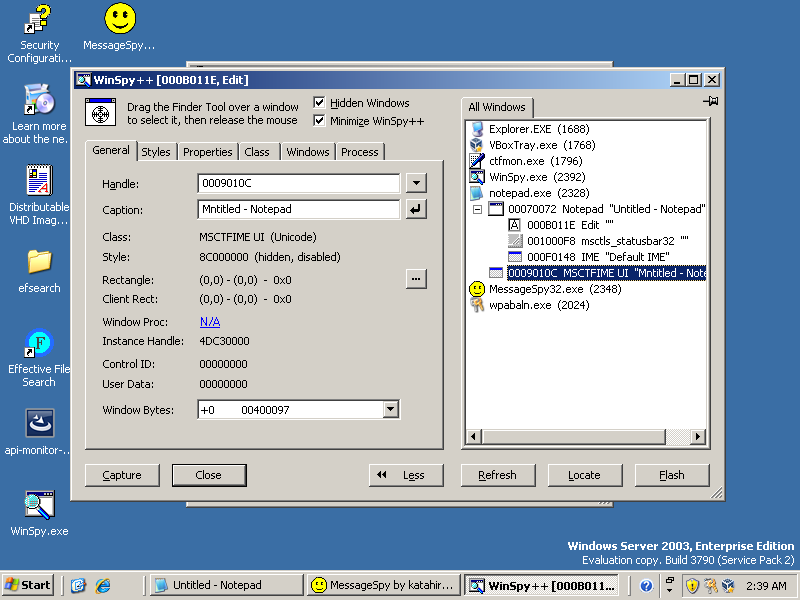 Security
Configurati...
MessageSpy...
Learn more
about the ne...
Distributable
VHD Imag...
efsearch
Effective File
Search
api-monitor-...
WinSpy.exe
WinSpy++ [000B011E, Edit]
Drag the Finder Tool over a window
to select it, then release the mouse
Hidden Windows
Minimize WinSpy++
General Styles Properties Class Windows Process
Handle: 0009010C
Caption: Mntitled - Notepad
Class: MSCTFIME UI (Unicode)
Style: 8C000000 (hidden, disabled)
Rectangle: (0,0) - (0,0) - 0x0
...
Client Rect: (0,0) - (0,0) - 0x0
Window Proc: N/A
Instance Handle: 4DC30000
Control ID: 00000000
User Data: 00000000
Window Bytes: +0 00400097
Capture Close Less
All Windows
Explorer.EXE (1688)
VBoxTray.exe (1768)
ctfmon.exe (1796)
WinSpy.exe (2392)
notepad.exe (2328)
00070072 Notepad "Untitled - Notepad"
000B011E Edit ""
001000F8 msctls_statusbar32 ""
000F0148 IME "Default IME"
0009010C MSCTFIME UI "Mntitled - Note
MessageSpy32.exe (2348)
wpabaln.exe (2024)
Refresh Locate Flash
Windows Server 2003, Enterprise Edition
Evaluation copy. Build 3790 (Service Pack 2)
Start
Untitled - Notepad
MessageSpy by katahir...
WinSpy++ [000B011...
2:39 AM